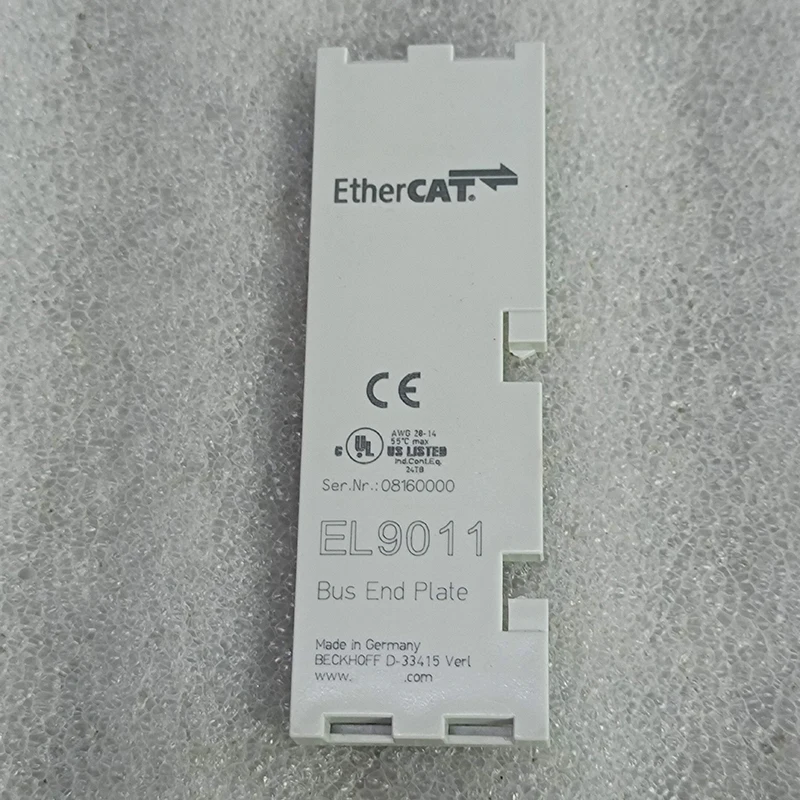 EtherCAT®
CE
AWG 28-14
55°C max
c UL US LISTED
Ind.Cont.Eq.
24TB
Ser.Nr.: 08160000
EL9011
Bus End Plate
Made in Germany
BECKHOFF D-33415 Verl
www. .com